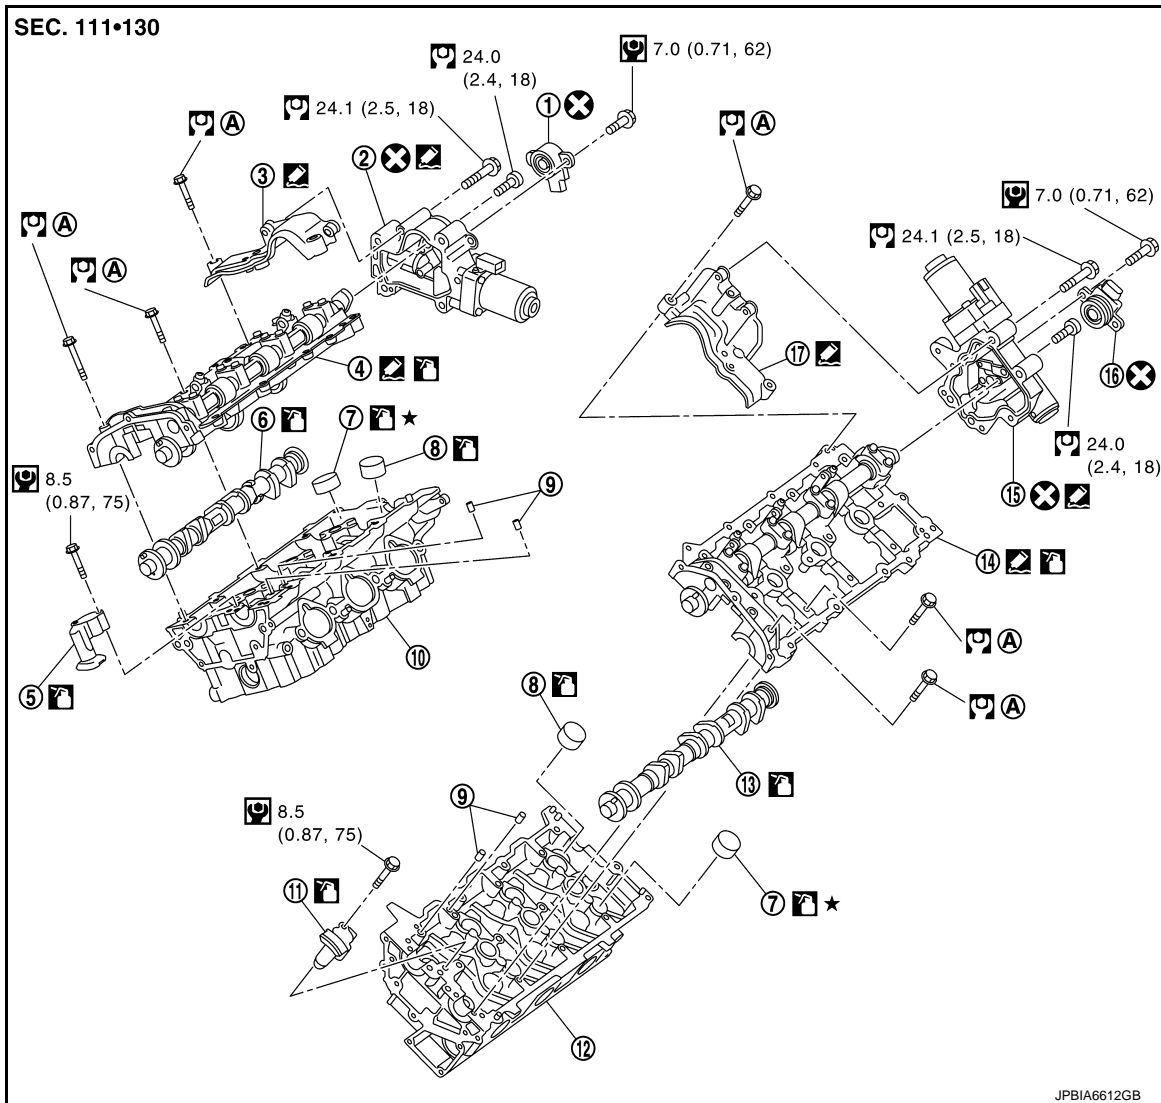 SEC. 111•130
7.0 (0.71, 62)
24.0
(2.4, 18)
24.1 (2.5, 18)
1
A
2
3
A
A
A
7.0 (0.71, 62)
24.1 (2.5, 18)
A
4
17
16
6
7 ★
8
24.0
(2.4, 18)
8.5
(0.87, 75)
9
15
14
10
5
A
8
A
13
9
8.5
(0.87, 75)
11
7 ★
12
JPBIA6612GB